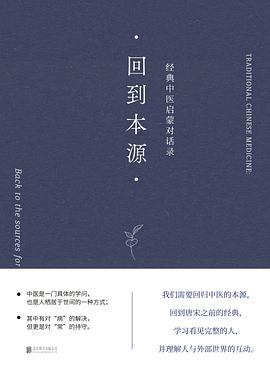 ·回到本源·
经典中医启蒙对话录
TRADITIONAL CHINESE MEDICINE:
Back to the sources for
● 中医是一门具体的学问，
也是人栖居于世间的一种方式；
● 其中有对“病”的解决，
但更是对“常”的持守。
我们需要回归中医的本源，
回到唐宋之前的经典，
学习看见完整的人，
并理解人与外部世界的互动。